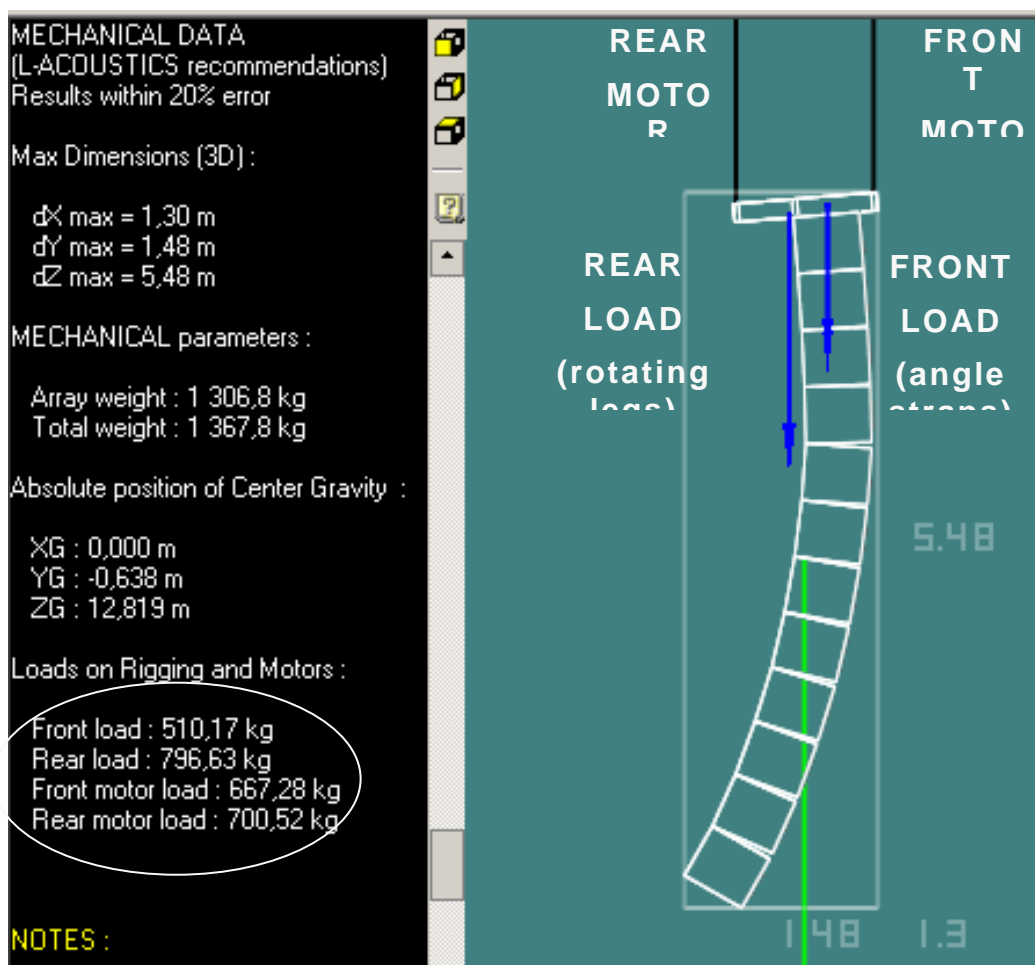 MECHANICAL DATA
(L-ACOUSTICS recommendations)
Results within 20% error
Max Dimensions (3D) :
dX max = 1,30 m
dY max = 1,48 m
dZ max = 5,48 m
MECHANICAL parameters :
Array weight : 1 306,8 kg
Total weight : 1 367,8 kg
Absolute position of Center Gravity :
XG : 0,000 m
YG : -0,638 m
ZG : 12,819 m
Loads on Rigging and Motors :
Front load : 510,17 kg
Rear load : 796,63 kg
Front motor load : 667,28 kg
Rear motor load : 700,52 kg
NOTES :
REAR
MOTO
R
FRON
T
MOTO
REAR
LOAD
(rotating
legs)
FRONT
LOAD
(angle
straps)
5.48
1.48
1.3